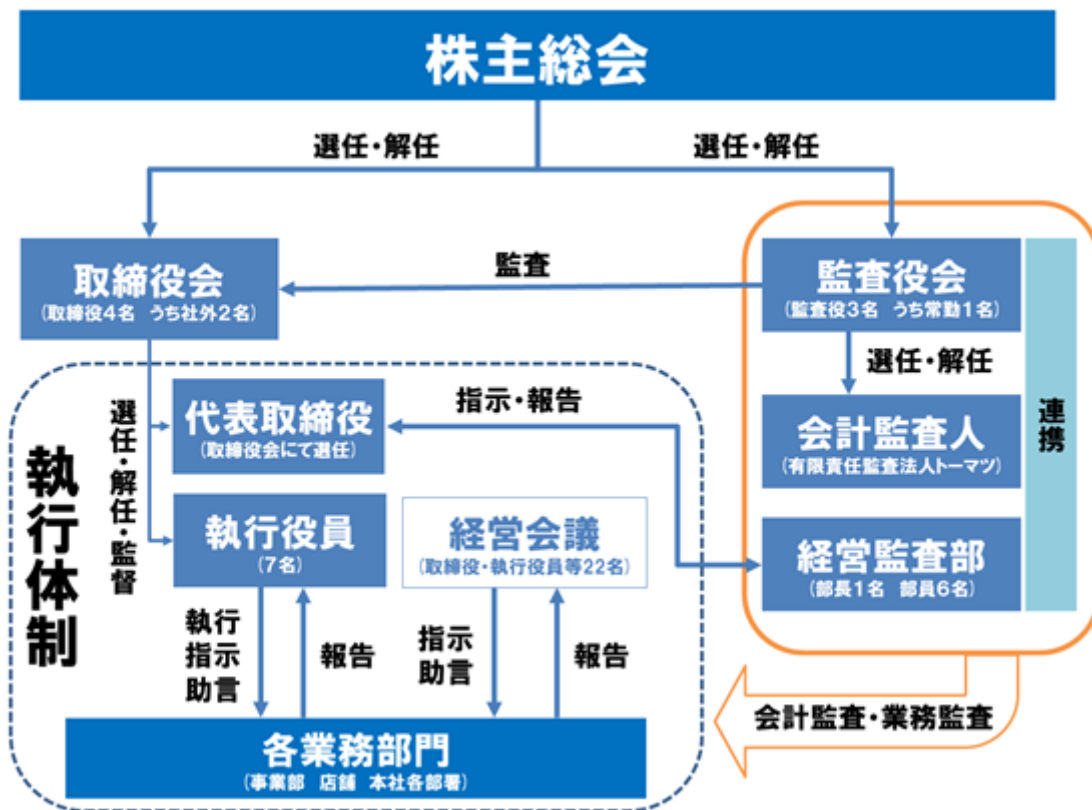 株主総会
選任・解任
選任・解任
取締役会
(取締役4名 うち社外2名)
監査
監査役会
(監査役3名 うち常勤1名)
選任・解任
連携
執行体制
選任・解任・監督
代表取締役
(取締役会にて選任)
指示・報告
会計監査人
(有限責任監査法人トーマツ)
執行役員
(7名)
経営会議
(取締役・執行役員等22名)
経営監査部
(部長1名 部員6名)
執行
指示
助言
報告
指示
助言
報告
会計監査・業務監査
各業務部門
(事業部 店舗 本社各部署)